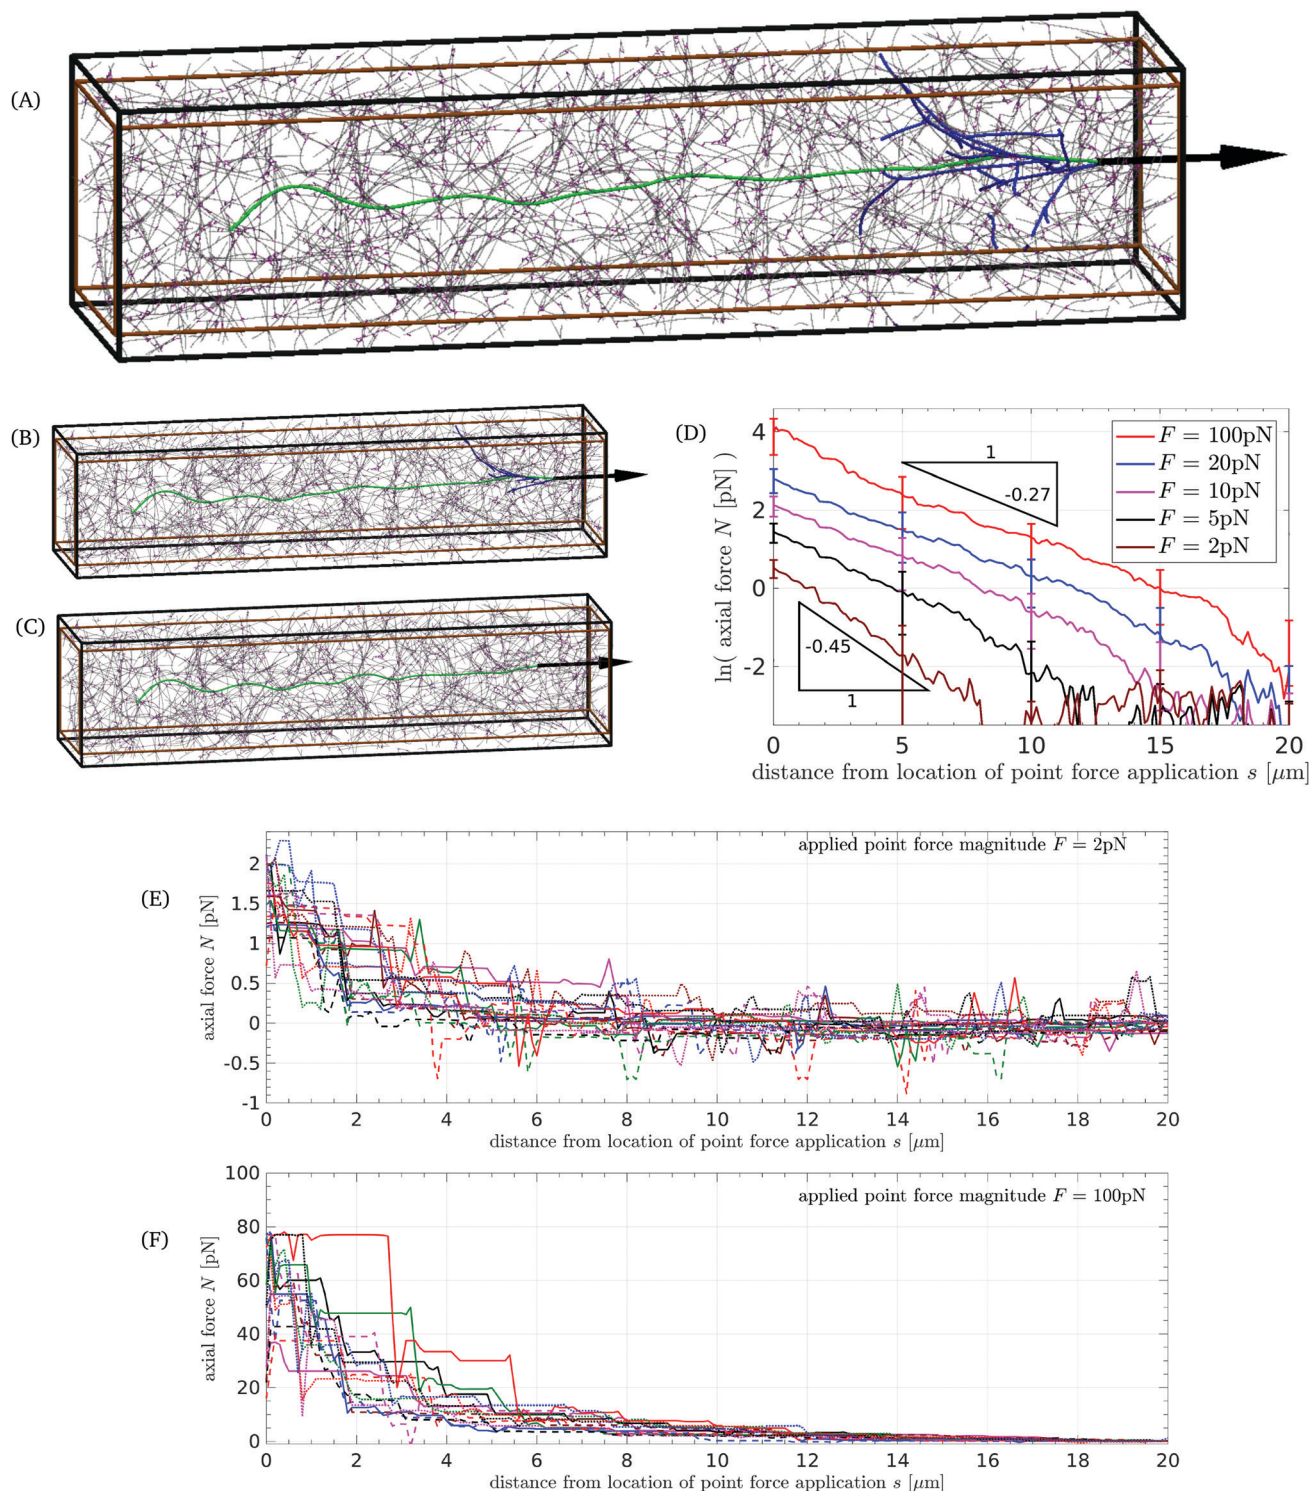 (A)
(B)
(C)
(D)
ln( axial force N [pN] )
4
2
0
-2
1
-0.27
-0.45
1
F = 100pN
F = 20pN
F = 10pN
F = 5pN
F = 2pN
0 5 10 15 20
distance from location of point force application s [μm]
(E)
applied point force magnitude F = 2pN
axial force N [pN]
2
1.5
1
0.5
0
-0.5
-1
0 2 4 6 8 10 12 14 16 18 20
distance from location of point force application s [μm]
(F)
applied point force magnitude F = 100pN
axial force N [pN]
100
80
60
40
20
0
0 2 4 6 8 10 12 14 16 18 20
distance from location of point force application s [μm]